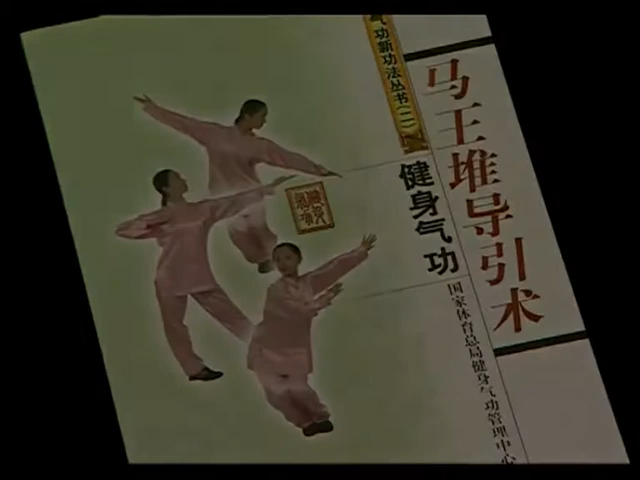 马王堆导引术
气功新功法丛书(二)
健身气功
国家体育总局健身气功管理中心